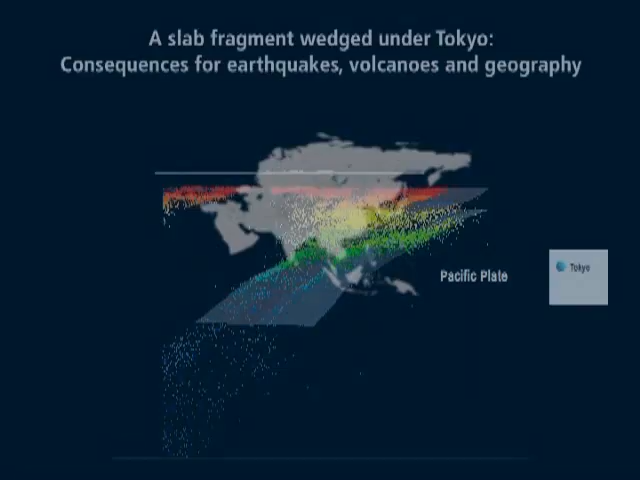 A slab fragment wedged under Tokyo:
Consequences for earthquakes, volcanoes and geography
Pacific Plate
Tokyo